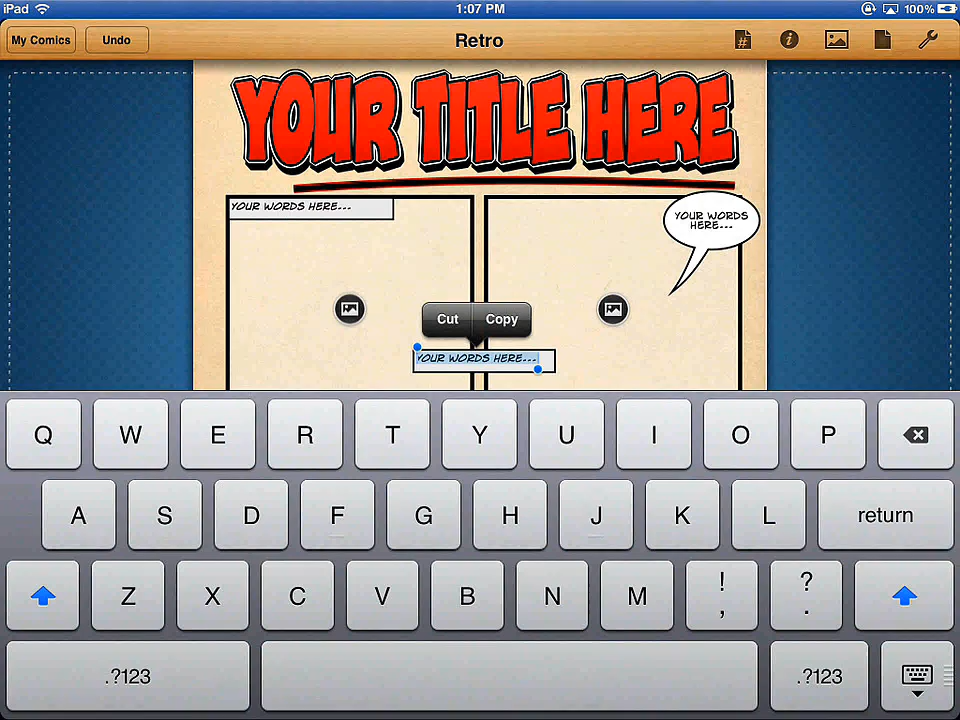 iPad 1:07 PM 100%
My Comics Undo Retro #
YOUR TITLE HERE
YOUR WORDS HERE...
YOUR WORDS
HERE...
Cut Copy
YOUR WORDS HERE...
Q W E R T Y U I O P
A S D F G H J K L return
Z X C V B N M ! , ? .
.?123 .?123